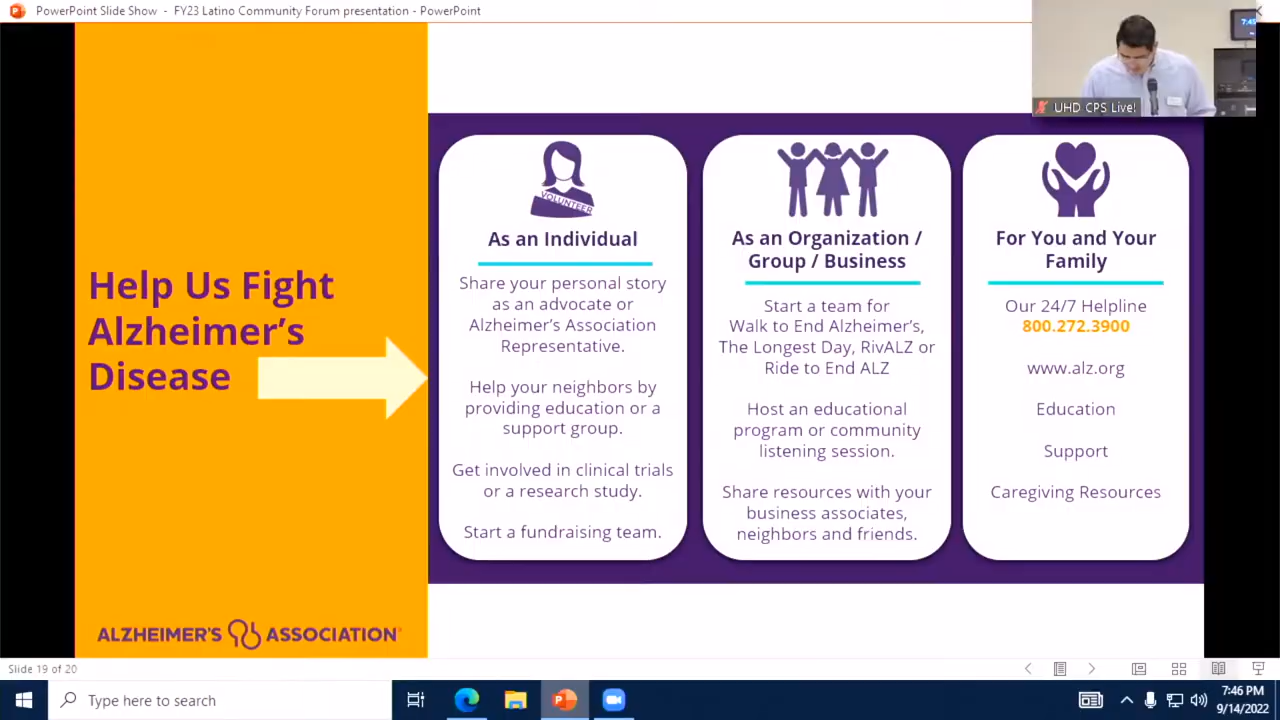 PowerPoint Slide Show - FY23 Latino Community Forum presentation - PowerPoint
7:45
UHD CPS Live!
Help Us Fight
Alzheimer's
Disease
VOLUNTEER
As an Individual
Share your personal story
as an advocate or
Alzheimer's Association
Representative.
Help your neighbors by
providing education or a
support group.
Get involved in clinical trials
or a research study.
Start a fundraising team.
As an Organization /
Group / Business
Start a team for
Walk to End Alzheimer's,
The Longest Day, RivALZ or
Ride to End ALZ
Host an educational
program or community
listening session.
Share resources with your
business associates,
neighbors and friends.
For You and Your
Family
Our 24/7 Helpline
800.272.3900
www.alz.org
Education
Support
Caregiving Resources
ALZHEIMER'S ASSOCIATION
Slide 19 of 20
Type here to search
7:46 PM
9/14/2022